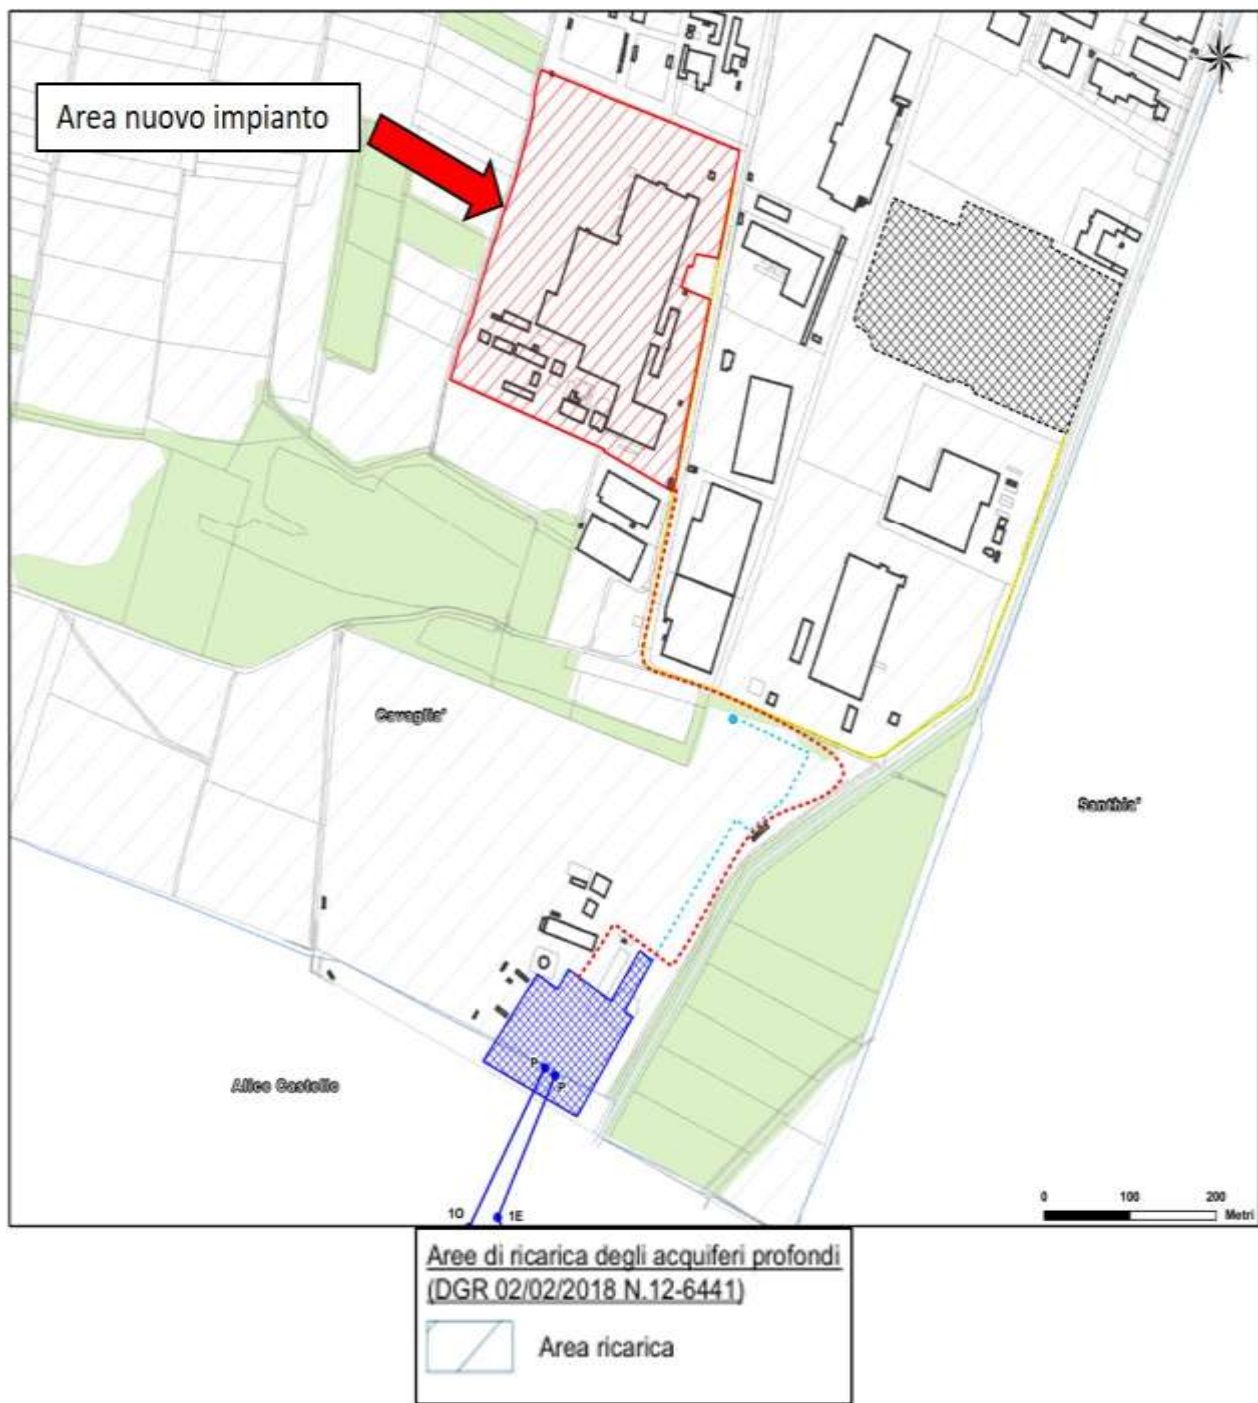 Area nuovo impianto
Cavaglia'
Santhia'
Alice Castello
P
P
1O
1E
0 100 200
Metri
Aree di ricarica degli acquiferi profondi
(DGR 02/02/2018 N.12-6441)
Area ricarica